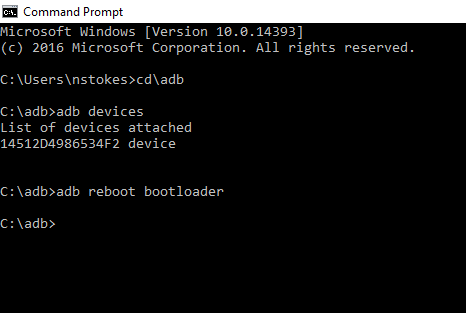 Command Prompt
Microsoft Windows [Version 10.0.14393]
(c) 2016 Microsoft Corporation. All rights reserved.
C:\Users\nstokes>cd\adb
C:\adb>adb devices
List of devices attached
14512D4986534F2 device
C:\adb>adb reboot bootloader
C:\adb>